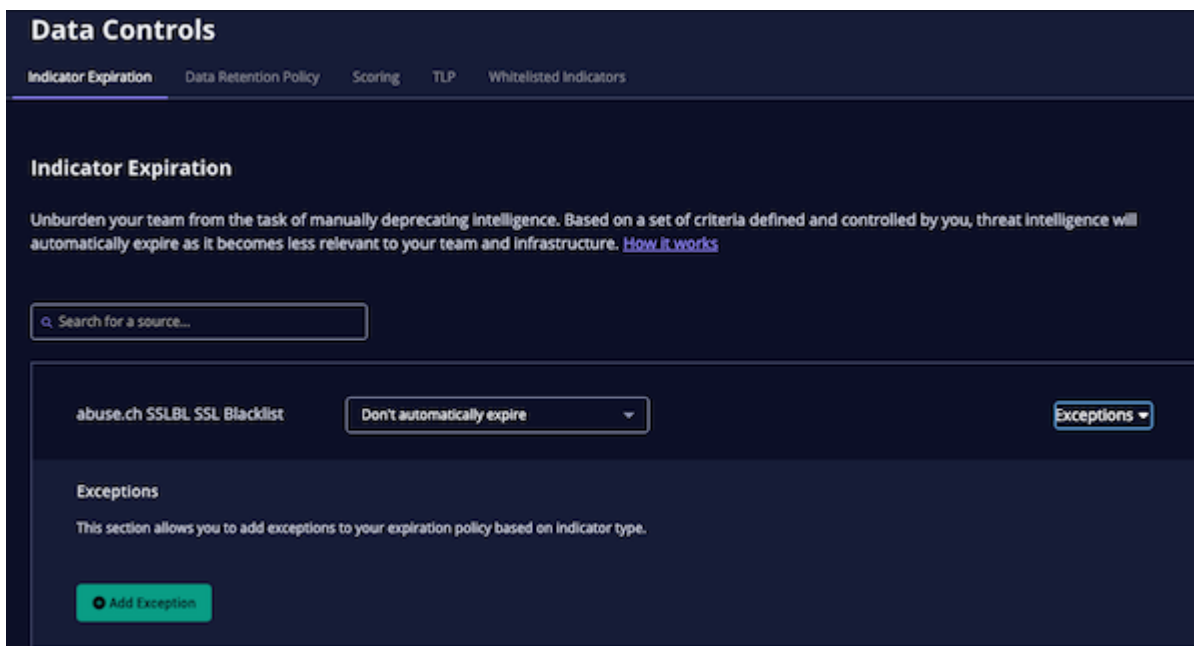 Data Controls
Indicator Expiration Data Retention Policy Scoring TLP Whitelisted Indicators
Indicator Expiration
Unburden your team from the task of manually deprecating intelligence. Based on a set of criteria defined and controlled by you, threat intelligence will
automatically expire as it becomes less relevant to your team and infrastructure. How it works
Search for a source...
abuse.ch SSLBL SSL Blacklist Don't automatically expire Exceptions
Exceptions
This section allows you to add exceptions to your expiration policy based on indicator type.
Add Exception